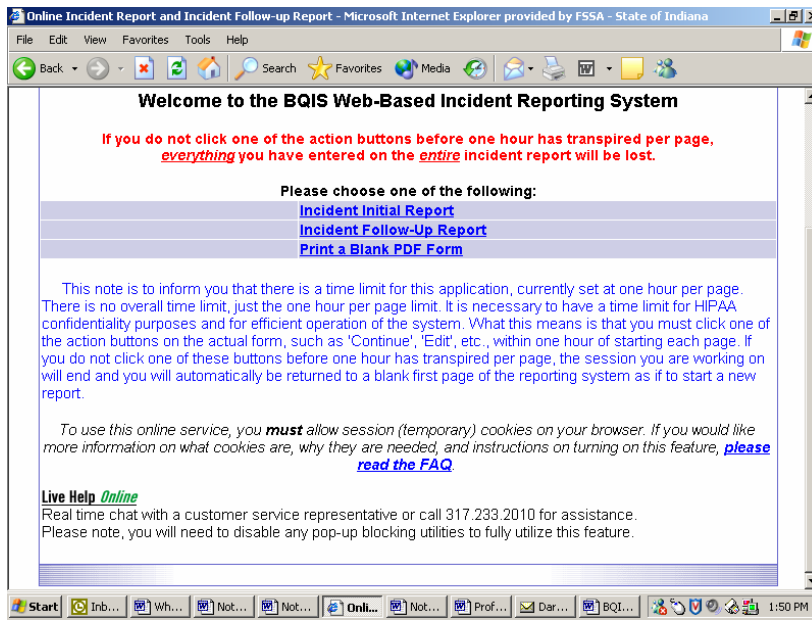 Online Incident Report and Incident Follow-up Report - Microsoft Internet Explorer provided by FSSA - State of Indiana
File Edit View Favorites Tools Help
Back Search Favorites Media
Welcome to the BQIS Web-Based Incident Reporting System
If you do not click one of the action buttons before one hour has transpired per page,
everything you have entered on the entire incident report will be lost.
Please choose one of the following:
Incident Initial Report
Incident Follow-Up Report
Print a Blank PDF Form
This note is to inform you that there is a time limit for this application, currently set at one hour per page.
There is no overall time limit, just the one hour per page limit. It is necessary to have a time limit for HIPAA
confidentiality purposes and for efficient operation of the system. What this means is that you must click one of
the action buttons on the actual form, such as 'Continue', 'Edit', etc., within one hour of starting each page. If
you do not click one of these buttons before one hour has transpired per page, the session you are working on
will end and you will automatically be returned to a blank first page of the reporting system as if to start a new
report.
To use this online service, you must allow session (temporary) cookies on your browser. If you would like
more information on what cookies are, why they are needed, and instructions on turning on this feature, please
read the FAQ.
Live Help Online
Real time chat with a customer service representative or call 317.233.2010 for assistance.
Please note, you will need to disable any pop-up blocking utilities to fully utilize this feature.
Start Inb... Wh... Not... Not... Onli... Not... Prof... Dar... BQI... 1:50 PM